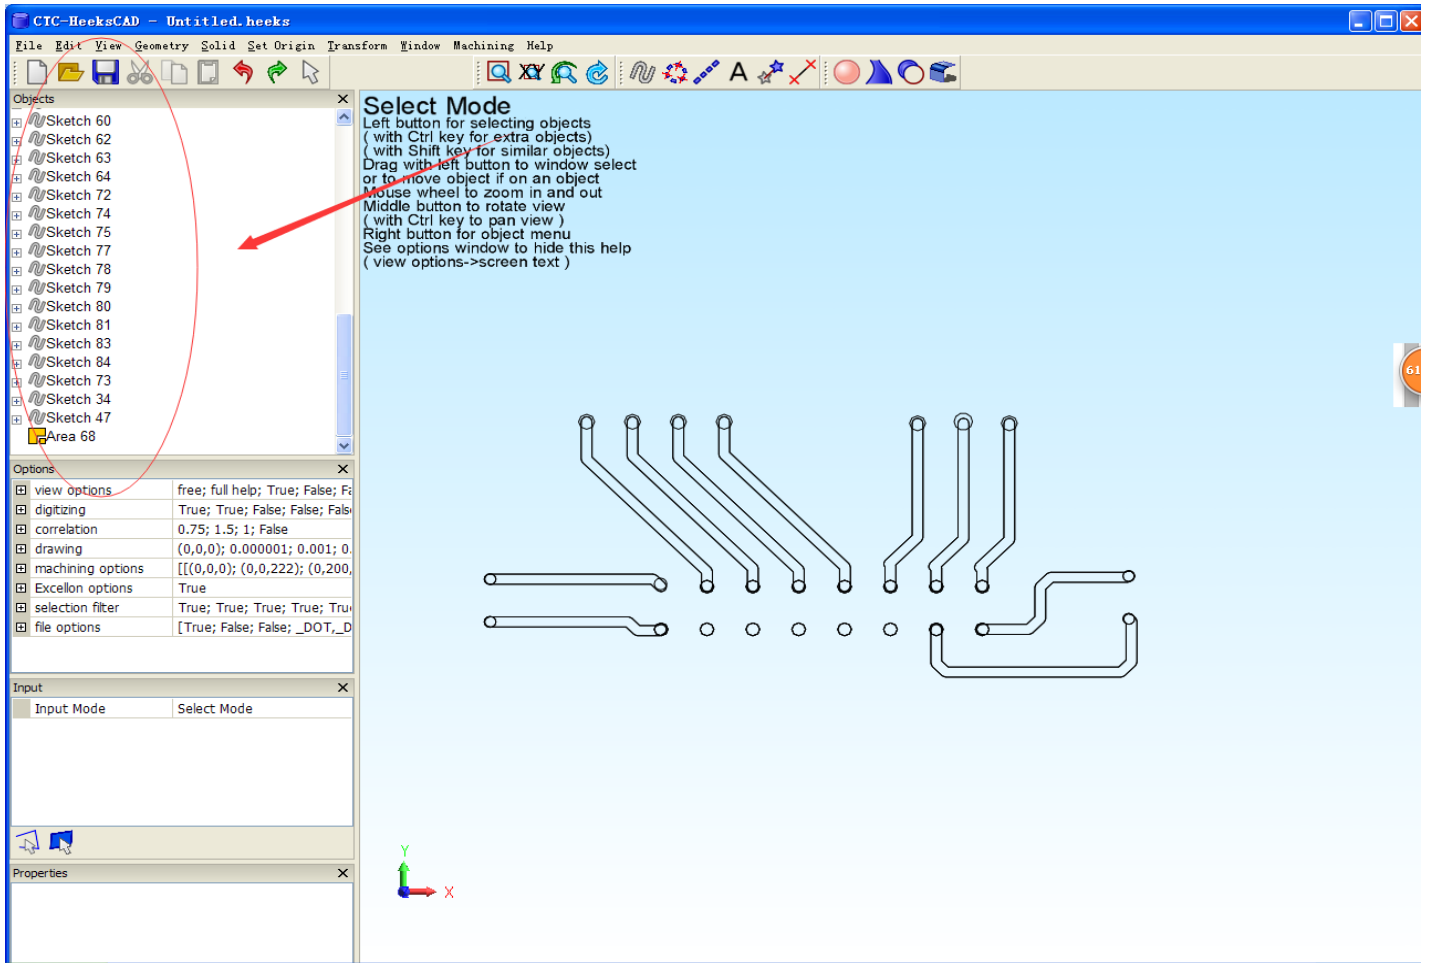 CTC-HeeksCAD - Untitled.heeks
File Edit View Geometry Solid Set Origin Transform Window Machining Help
Objects
Sketch 60
Sketch 62
Sketch 63
Sketch 64
Sketch 72
Sketch 74
Sketch 75
Sketch 77
Sketch 78
Sketch 79
Sketch 80
Sketch 81
Sketch 83
Sketch 84
Sketch 73
Sketch 34
Sketch 47
Area 68
Options
view options free; full help; True; False; Fa
digitizing True; True; False; False; Fals
correlation 0.75; 1.5; 1; False
drawing (0,0,0); 0.000001; 0.001; 0.
machining options [[(0,0,0); (0,0,222); (0,200,
Excellon options True
selection filter True; True; True; True; Tru
file options [True; False; False; _DOT,_D
Input
Input Mode Select Mode
Properties
XY
A
Select Mode
Left button for selecting objects
( with Ctrl key for extra objects)
( with Shift key for similar objects)
Drag with left button to window select
or to move object if on an object
Mouse wheel to zoom in and out
Middle button to rotate view
( with Ctrl key to pan view )
Right button for object menu
See options window to hide this help
( view options->screen text )
61
Y
X